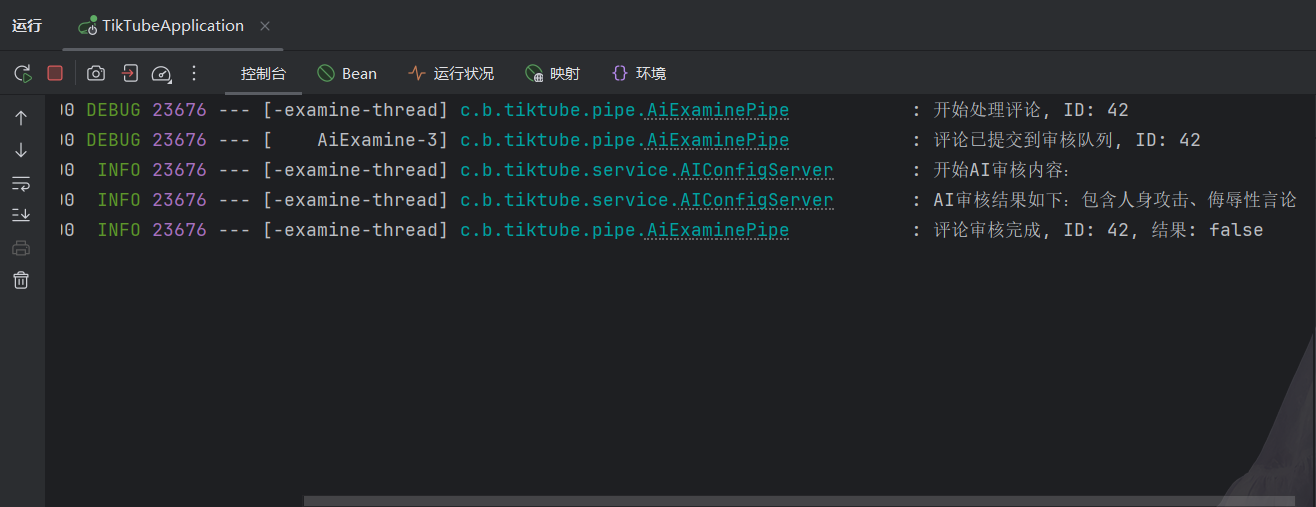 运行 TikTubeApplication
控制台 Bean 运行状况 映射 环境
00 DEBUG 23676 --- [-examine-thread] c.b.tiktube.pipe.AiExaminePipe : 开始处理评论, ID: 42
00 DEBUG 23676 --- [ AiExamine-3] c.b.tiktube.pipe.AiExaminePipe : 评论已提交到审核队列, ID: 42
00 INFO 23676 --- [-examine-thread] c.b.tiktube.service.AIConfigServer : 开始AI审核内容:
00 INFO 23676 --- [-examine-thread] c.b.tiktube.service.AIConfigServer : AI审核结果如下: 包含人身攻击、侮辱性言论
00 INFO 23676 --- [-examine-thread] c.b.tiktube.pipe.AiExaminePipe : 评论审核完成, ID: 42, 结果: false